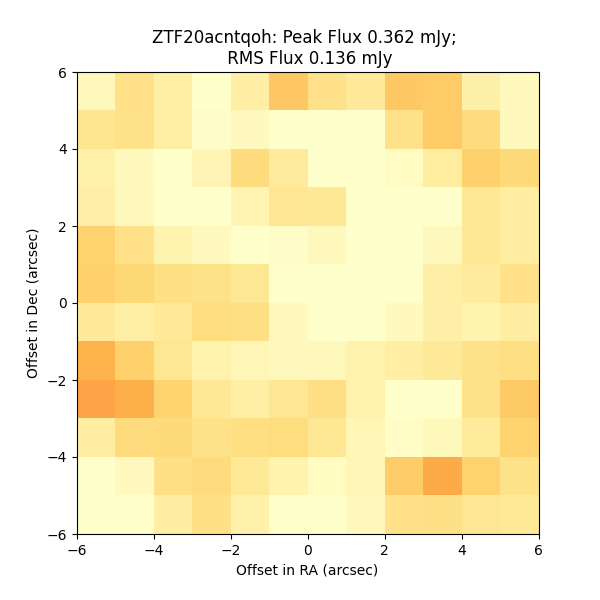 ZTF20acntqoh: Peak Flux 0.362 mJy;
RMS Flux 0.136 mJy
6
4
2
0
−2
−4
−6
Offset in Dec (arcsec)
−6 −4 −2 0 2 4 6
Offset in RA (arcsec)